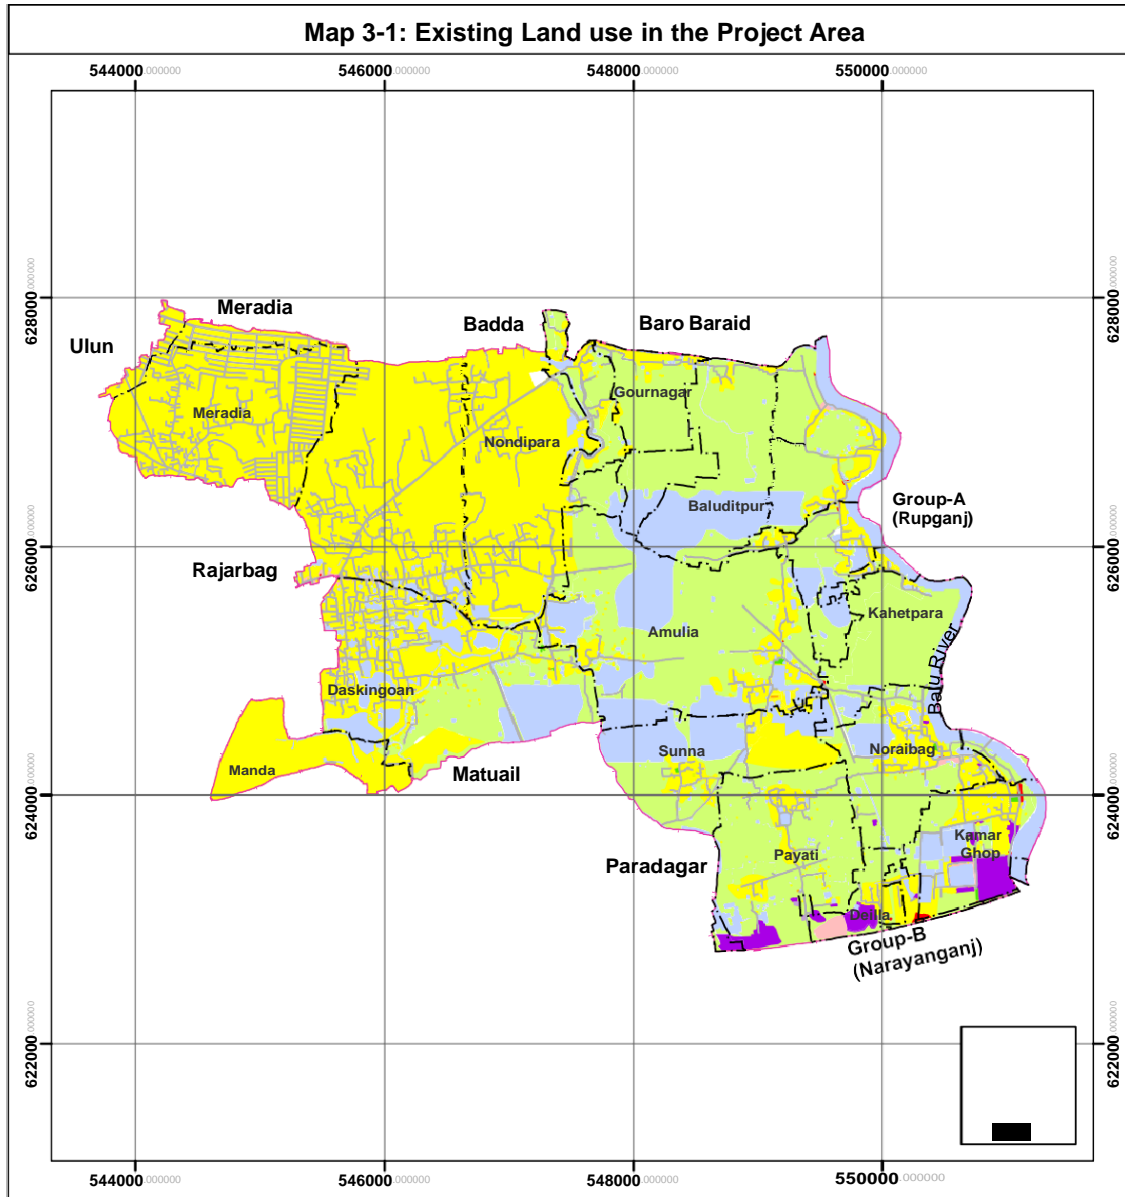 Map 3-1: Existing Land use in the Project Area
544000.000000 546000.000000 548000.000000 550000.000000
628000.000000
628000.000000
Meradia
Badda
Baro Baraid
Ulun
Gournagar
Meradia
Nondipara
Baluditpur
Group-A
(Rupganj)
626000.000000
626000.000000
Rajarbag
Kahetpara
Amulia
Balu River
Daskingoan
Noraibag
Sunna
Manda
Matuail
624000.000000
624000.000000
Kamar
Ghop
Payati
Paradagar
Deilla
Group-B
(Narayanganj)
622000.000000
622000.000000
544000.000000 546000.000000 548000.000000 550000.000000